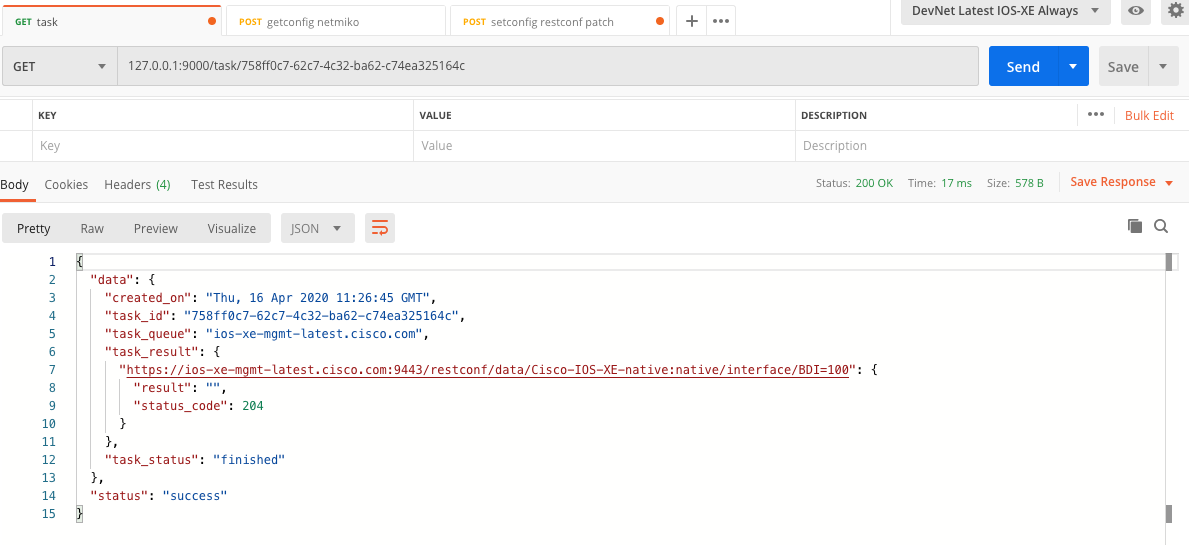 GET task POST getconfig netmiko POST setconfig restconf patch + ••• DevNet Latest IOS-XE Always
GET 127.0.0.1:9000/task/758ff0c7-62c7-4c32-ba62-c74ea325164c Send Save
KEY VALUE DESCRIPTION ••• Bulk Edit
Key Value Description
Body Cookies Headers (4) Test Results Status: 200 OK Time: 17 ms Size: 578 B Save Response
Pretty Raw Preview Visualize JSON
1 {
2 "data": {
3 "created_on": "Thu, 16 Apr 2020 11:26:45 GMT",
4 "task_id": "758ff0c7-62c7-4c32-ba62-c74ea325164c",
5 "task_queue": "ios-xe-mgmt-latest.cisco.com",
6 "task_result": {
7 "https://ios-xe-mgmt-latest.cisco.com:9443/restconf/data/Cisco-IOS-XE-native:native/interface/BDI=100": {
8 "result": "",
9 "status_code": 204
10 }
11 },
12 "task_status": "finished"
13 },
14 "status": "success"
15 }